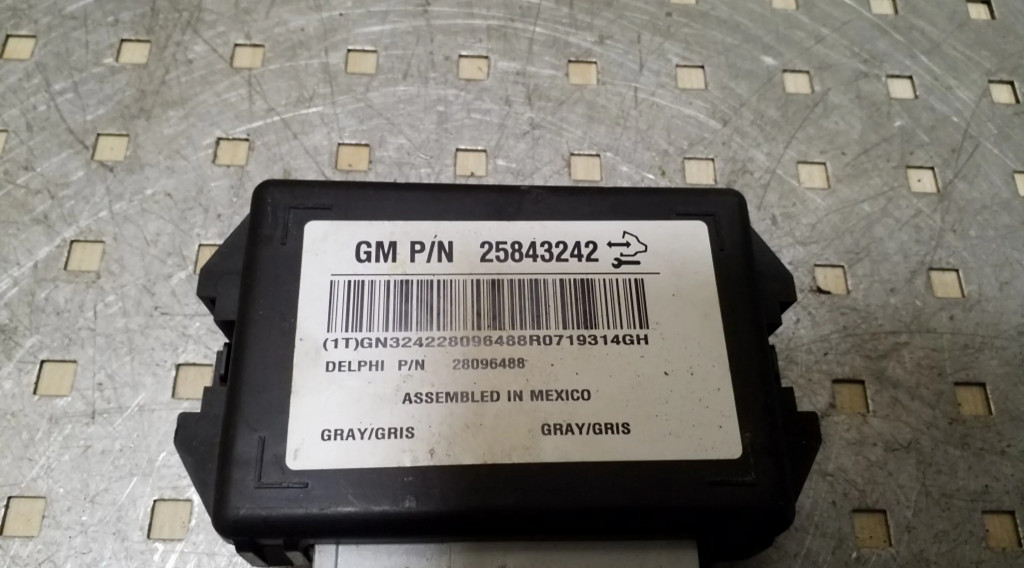 GM P/N 25843242
(1T)GN324228096488R0719314GH
DELPHI P/N 28096488
ASSEMBLED IN MEXICO
GRAY/GRIS GRAY/GRIS